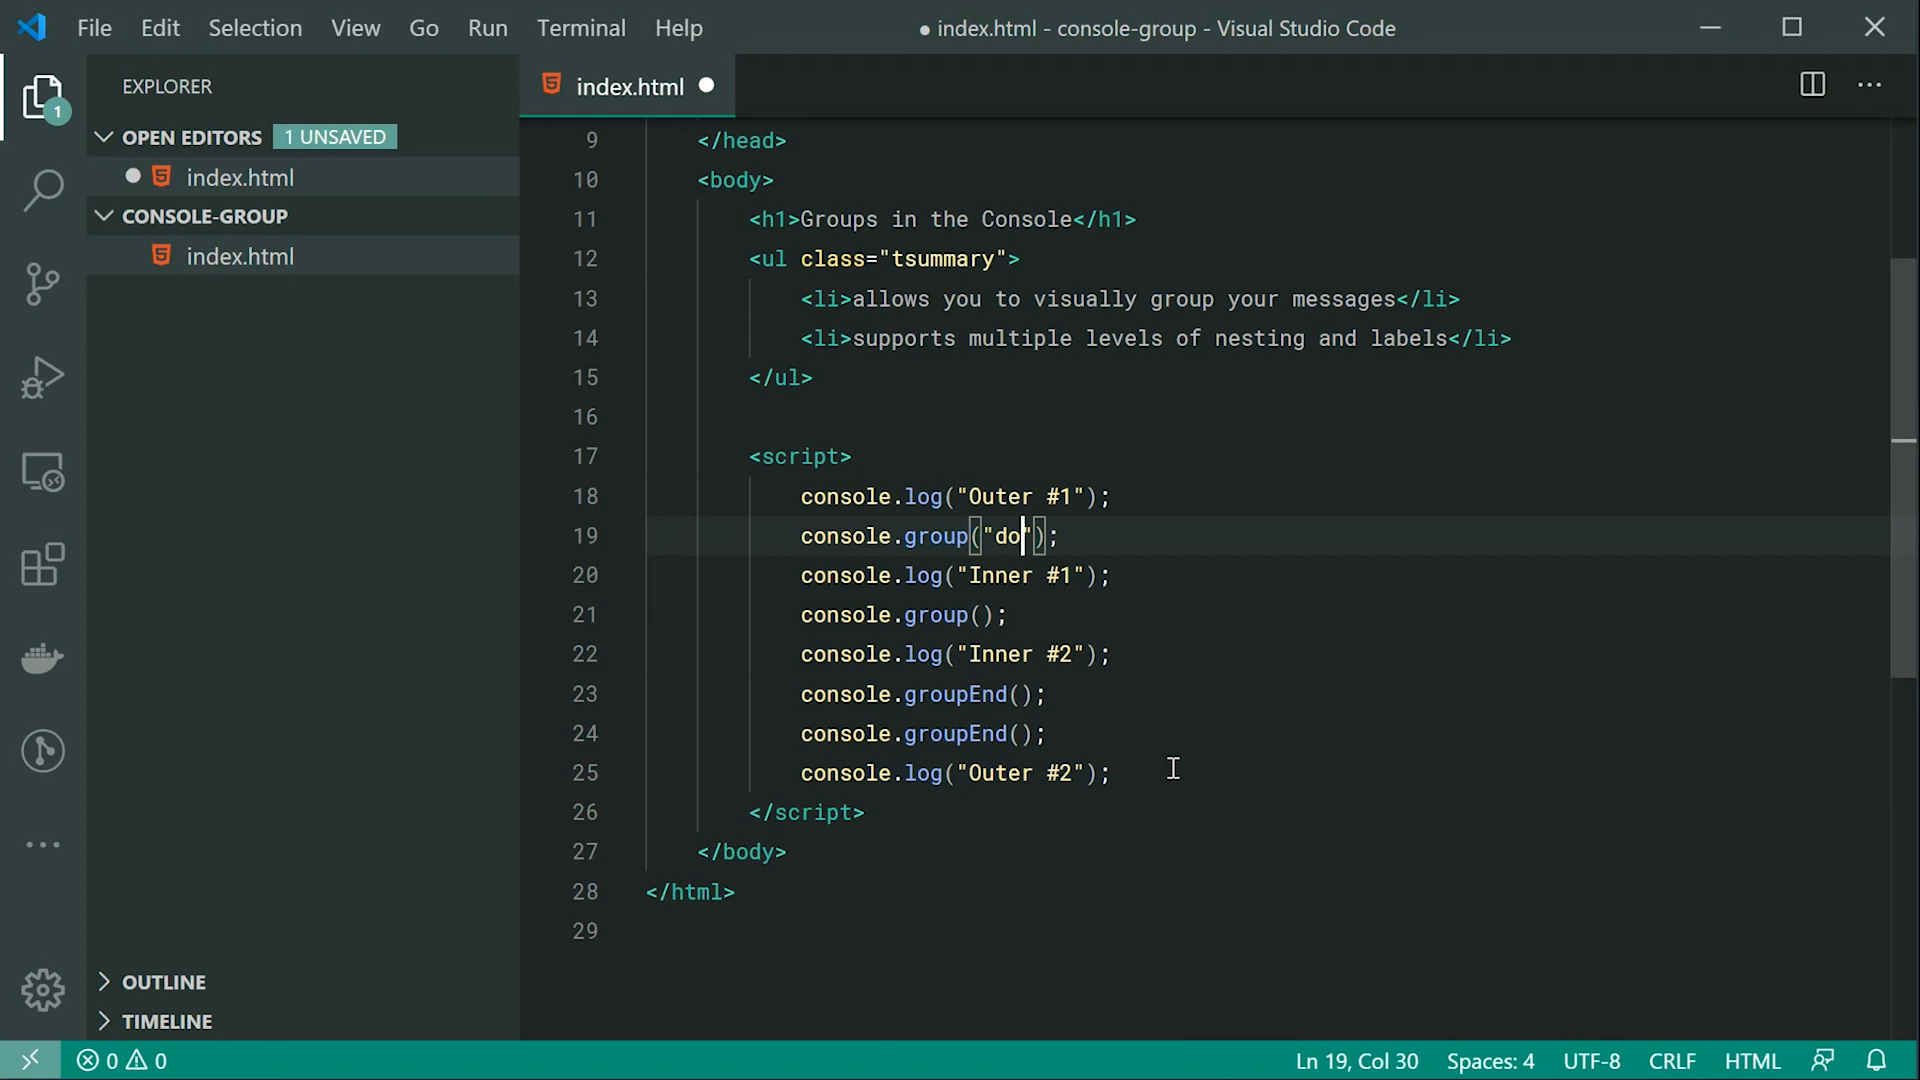 File Edit Selection View Go Run Terminal Help
● index.html - console-group - Visual Studio Code
1
EXPLORER
OPEN EDITORS 1 UNSAVED
index.html
CONSOLE-GROUP
index.html
OUTLINE
TIMELINE
index.html
9 </head>
10 <body>
11 <h1>Groups in the Console</h1>
12 <ul class="tsummary">
13 <li>allows you to visually group your messages</li>
14 <li>supports multiple levels of nesting and labels</li>
15 </ul>
16
17 <script>
18 console.log("Outer #1");
19 console.group("do");
20 console.log("Inner #1");
21 console.group();
22 console.log("Inner #2");
23 console.groupEnd();
24 console.groupEnd();
25 console.log("Outer #2");
26 </script>
27 </body>
28 </html>
29
0 0 Ln 19, Col 30 Spaces: 4 UTF-8 CRLF HTML